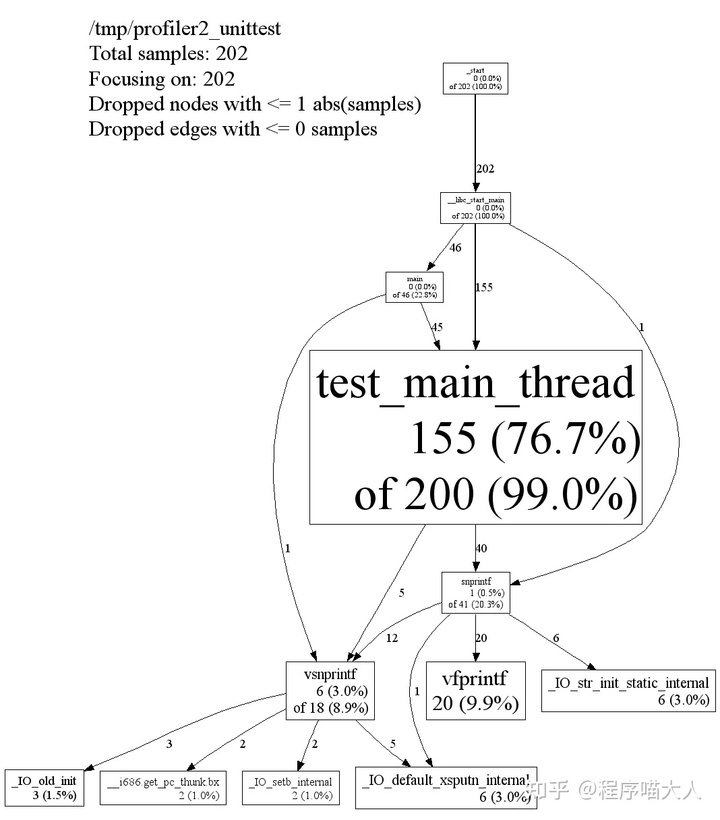 /tmp/profiler2_unittest
Total samples: 202
Focusing on: 202
Dropped nodes with <= 1 abs(samples)
Dropped edges with <= 0 samples
_start
0 (0.0%)
of 202 (100.0%)
202
__libc_start_main
0 (0.0%)
of 202 (100.0%)
46
155
1
main
0 (0.0%)
of 46 (22.8%)
45
test_main_thread
155 (76.7%)
of 200 (99.0%)
1
5
40
snprintf
1 (0.5%)
of 41 (20.3%)
12
1
20
6
vsnprintf
6 (3.0%)
of 18 (8.9%)
vfprintf
20 (9.9%)
_IO_str_init_static_internal
6 (3.0%)
3
2
2
5
_IO_old_init
3 (1.5%)
__i686.get_pc_thunk.bx
2 (1.0%)
_IO_setb_internal
2 (1.0%)
_IO_default_xsputn_internal
6 (3.0%)
知乎 @程序喵大人